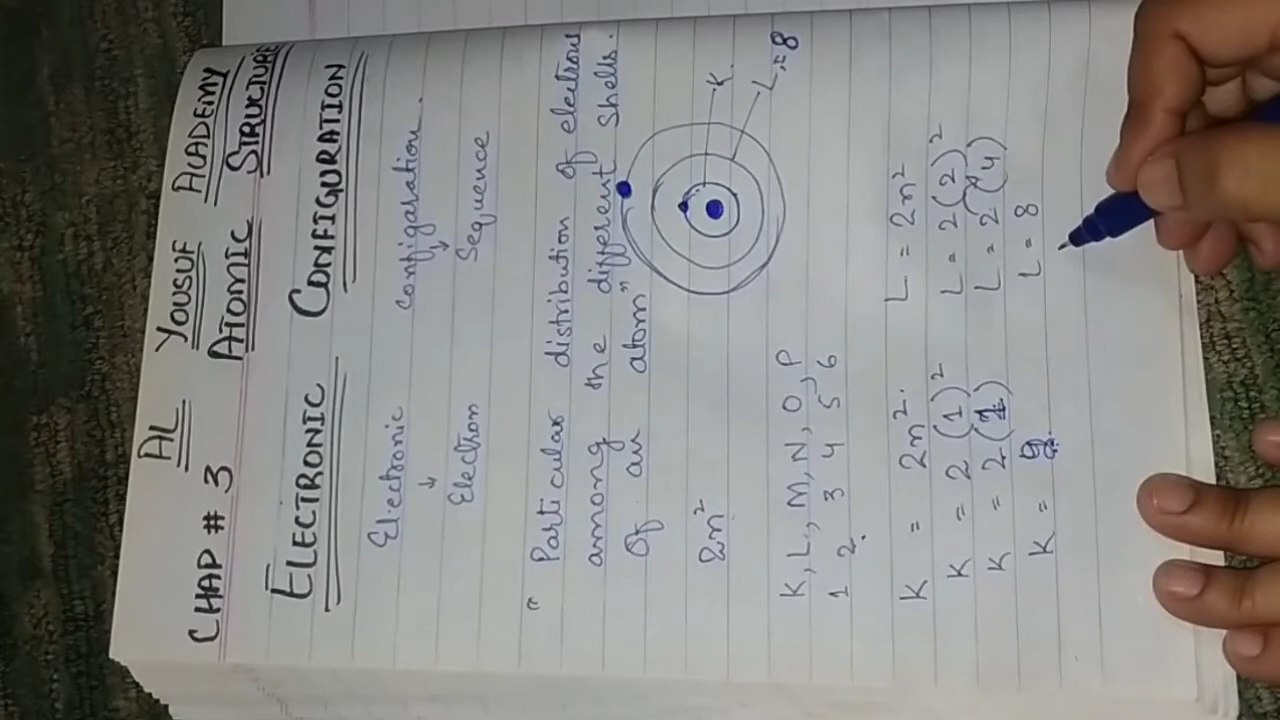 AL YOUSUF ACADEMY
CHAP # 3 ATOMIC STRUCTURE
ELECTRONIC CONFIGURATION
Electronic configaration.
↓ ↓
Electron Sequence
" Particular distribution of electrons
among the different shells.
Of an atom"
2n²
K.
L = 8
K, L, M, N, O, P
1 2. 3 4 5, 6
K = 2n². L = 2n²
K = 2(1)² L = 2(2)²
K = 2(1) L = 2(4)
K = L = 8